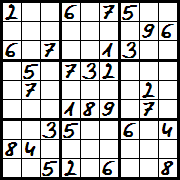 2 6 7 5
9 6
6 7 1 3
5 7 3 2
7 2
1 8 9 7
3 5 6 4
8 4
5 2 6 8